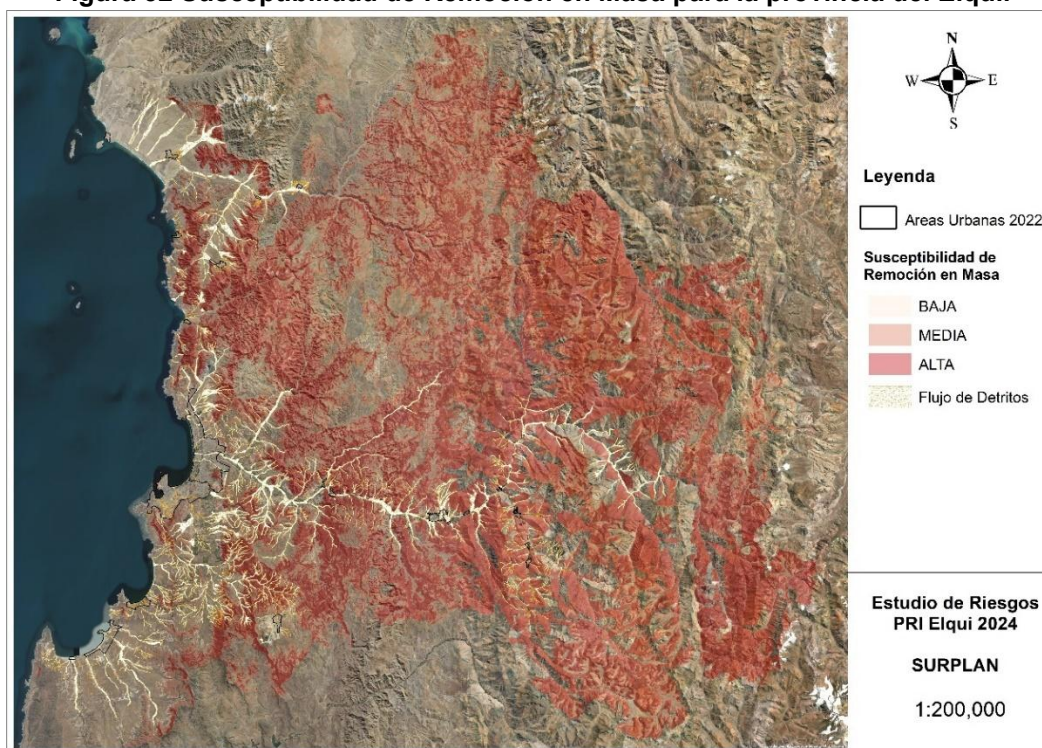 Figura Susceptibilidad de Remoción en Masa para la provincia del Elqui.
N
W E
S
Leyenda
Areas Urbanas 2022
Susceptibilidad de
Remoción en Masa
BAJA
MEDIA
ALTA
Flujo de Detritos
Estudio de Riesgos
PRI Elqui 2024
SURPLAN
1:200,000